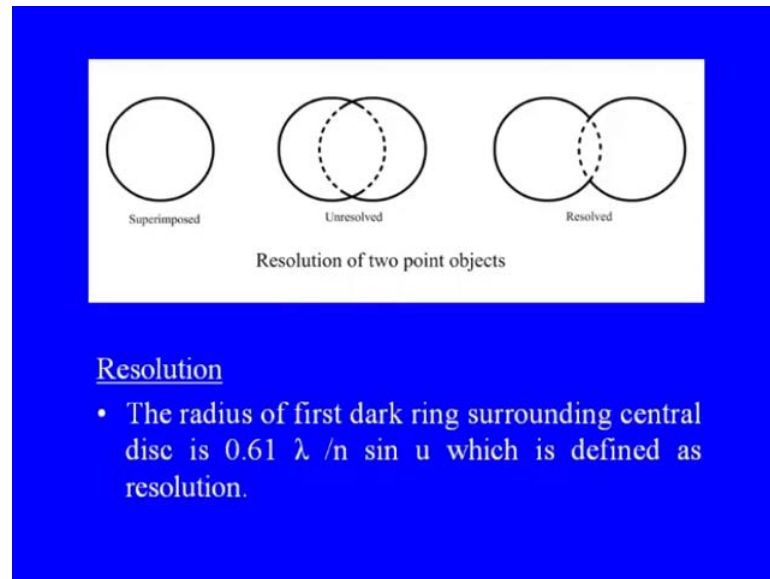 Superimposed Unresolved Resolved
Resolution of two point objects
Resolution
• The radius of first dark ring surrounding central
disc is 0.61 λ /n sin u which is defined as
resolution.